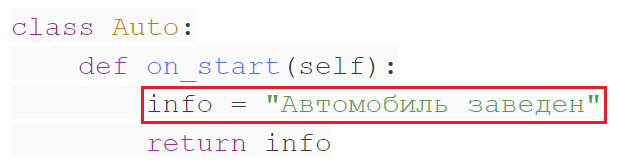 class Auto:
    def on_start(self):
        info = "Автомобиль заведен"
        return info